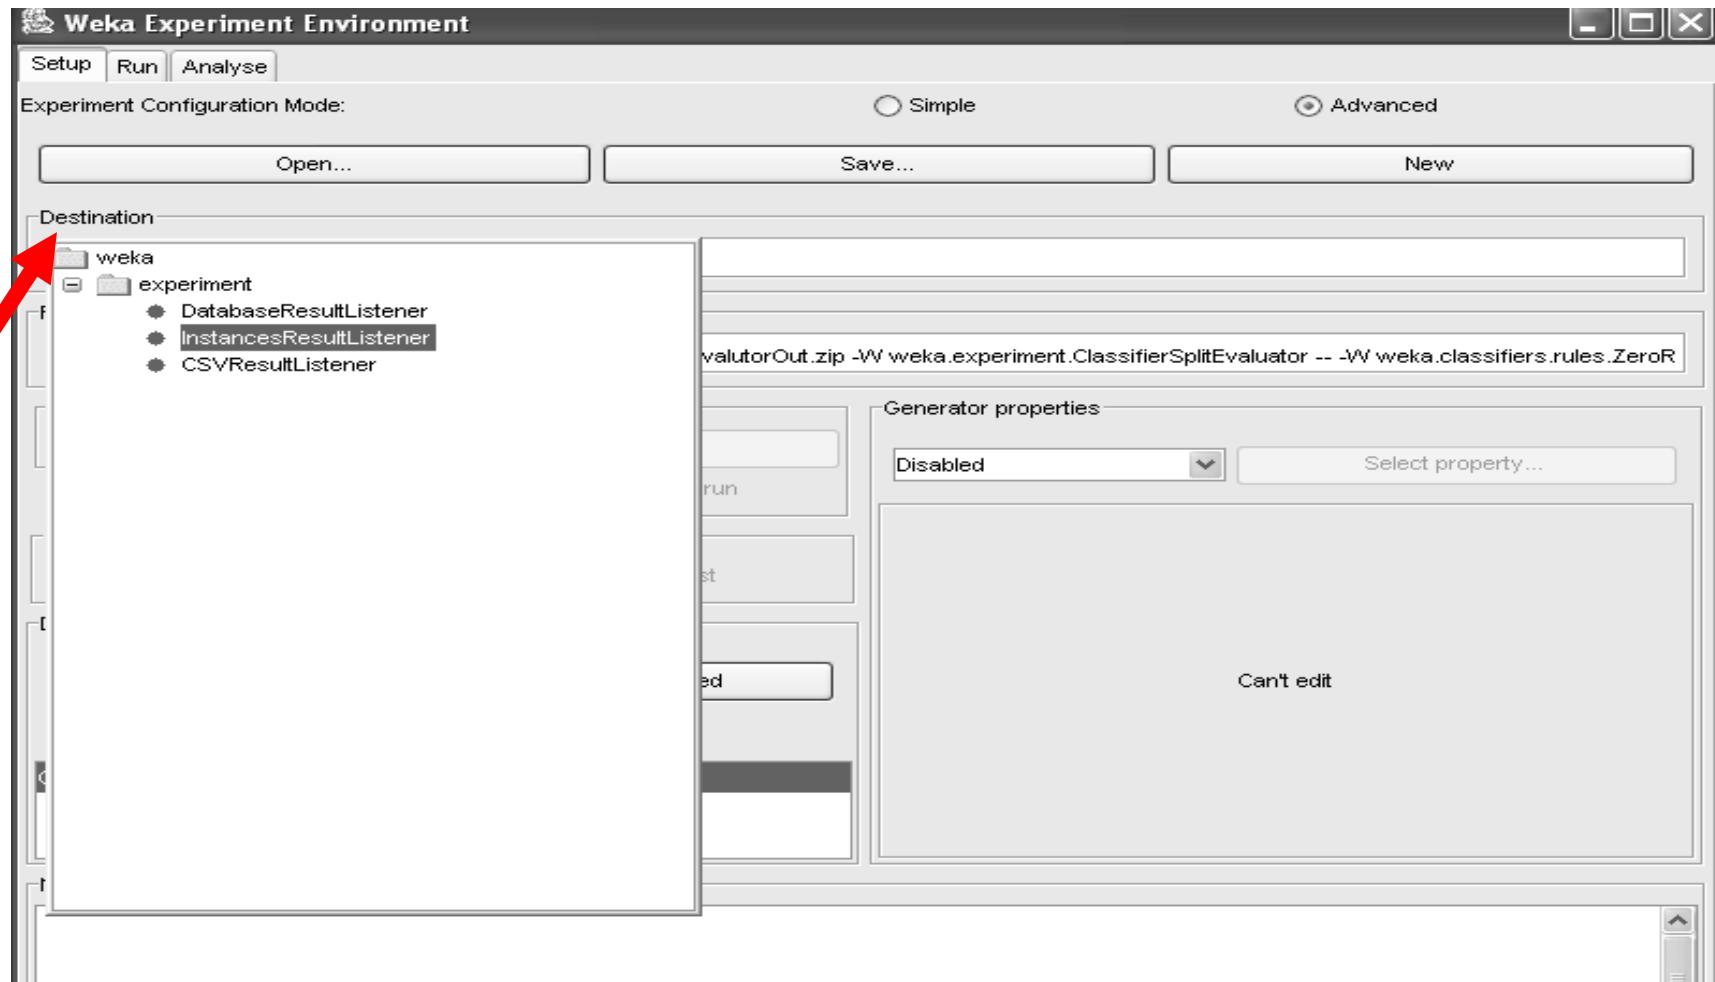 Weka Experiment Environment
Setup Run Analyse
Experiment Configuration Mode: Simple Advanced
Open... Save... New
Destination
weka
experiment
DatabaseResultListener
InstancesResultListener
CSVResultListener
valutorOut.zip -W weka.experiment.ClassifierSplitEvaluator -- -W weka.classifiers.rules.ZeroR
Generator properties
Disabled Select property...
run
st
ed
Can't edit